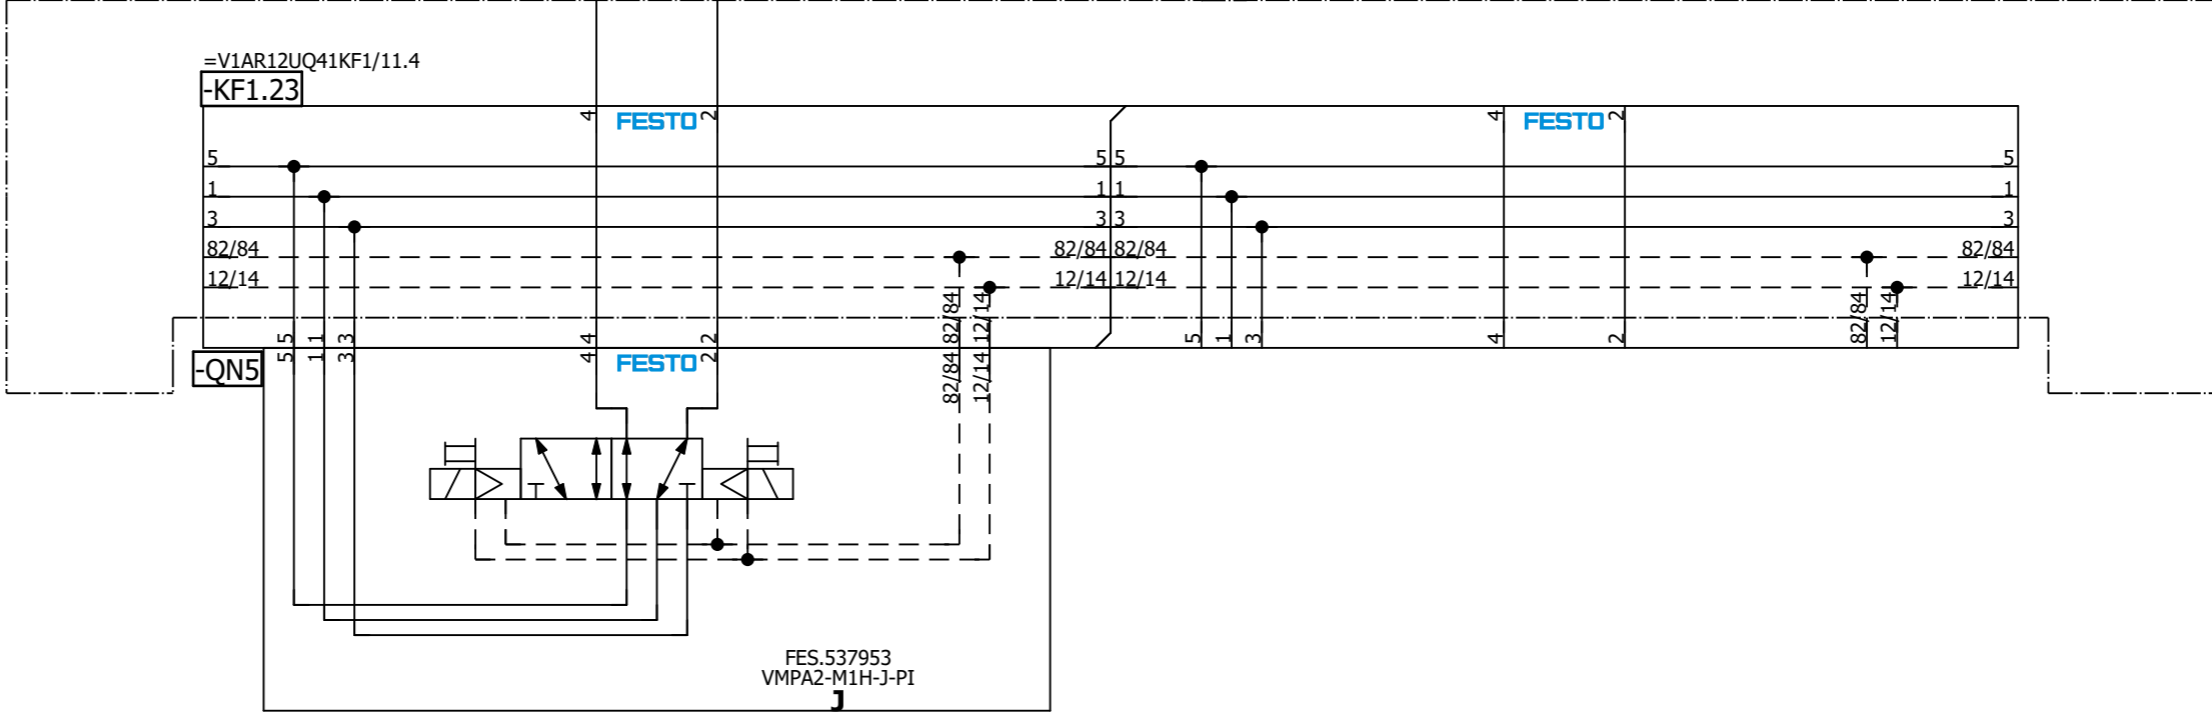 =V1AR12UQ41KF1/11.4
-KF1.23
4 FESTO 2 4 FESTO 2
5 5 5 5
1 1 1 1
3 3 3 3
82/84 82/84 82/84 82/84
12/14 12/14 12/14 12/14
5 1 3 4 2 82/84 12/14 5 1 3 4 2 82/84 12/14
5 1 3
-QN5
5 1 3 4 FESTO 2 82/84 12/14
FES.537953
VMPA2-M1H-J-PI
J